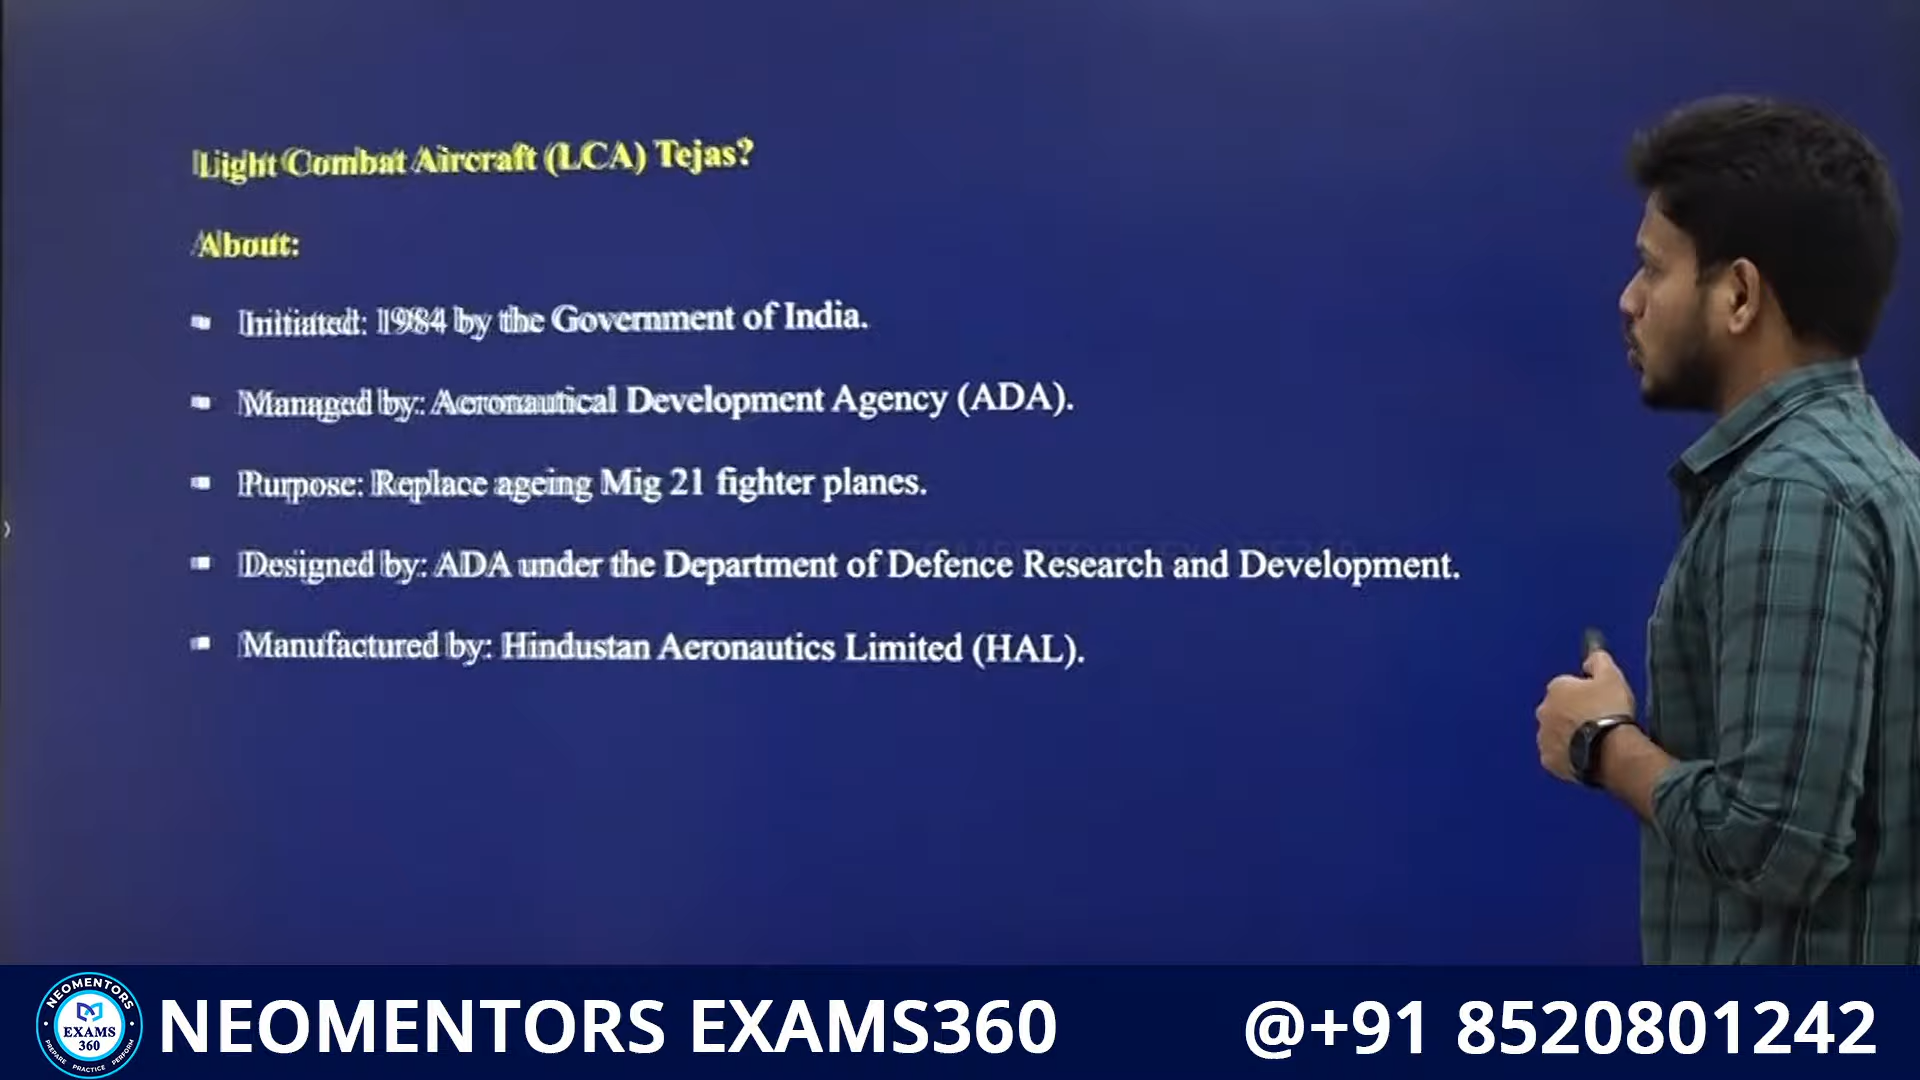 Light Combat Aircraft (LCA) Tejas?
About:
Initiated: 1984 by the Government of India.
Managed by: Aeronautical Development Agency (ADA).
Purpose: Replace ageing Mig 21 fighter planes.
Designed by: ADA under the Department of Defence Research and Development.
Manufactured by: Hindustan Aeronautics Limited (HAL).
NEOMENTORS EXAMS360
NEOMENTORS
EXAMS
360
PREPARE PRACTICE PERFORM
NEOMENTORS EXAMS360
@+91 8520801242